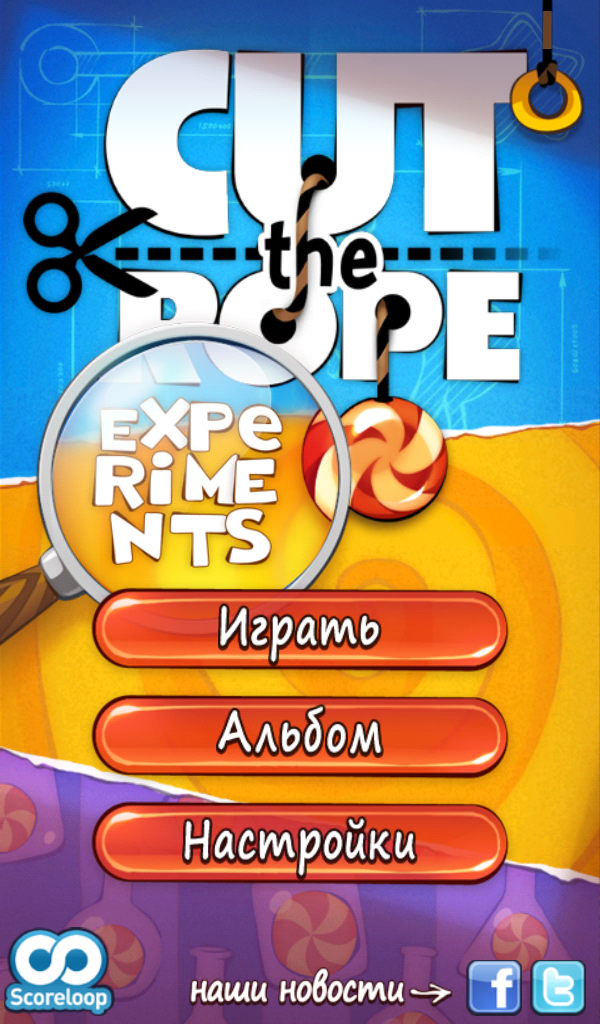 CUT
the
ROPE
EXPE
RiME
NTS
Играть
Альбом
Настройки
наши новости
Scoreloop
f
t